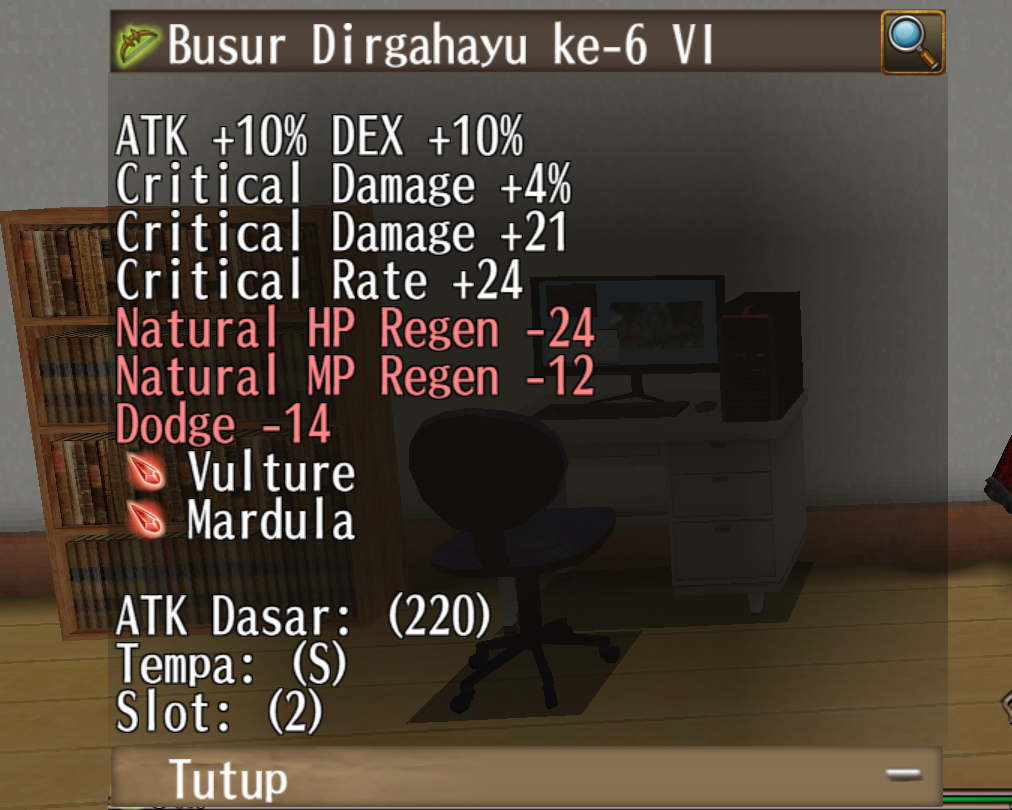 Busur Dirgahayu ke-6 VI
ATK +10% DEX +10%
Critical Damage +4%
Critical Damage +21
Critical Rate +24
Natural HP Regen -24
Natural MP Regen -12
Dodge -14
Vulture
Mardula
ATK Dasar: (220)
Tempa: (S)
Slot: (2)
Tutup